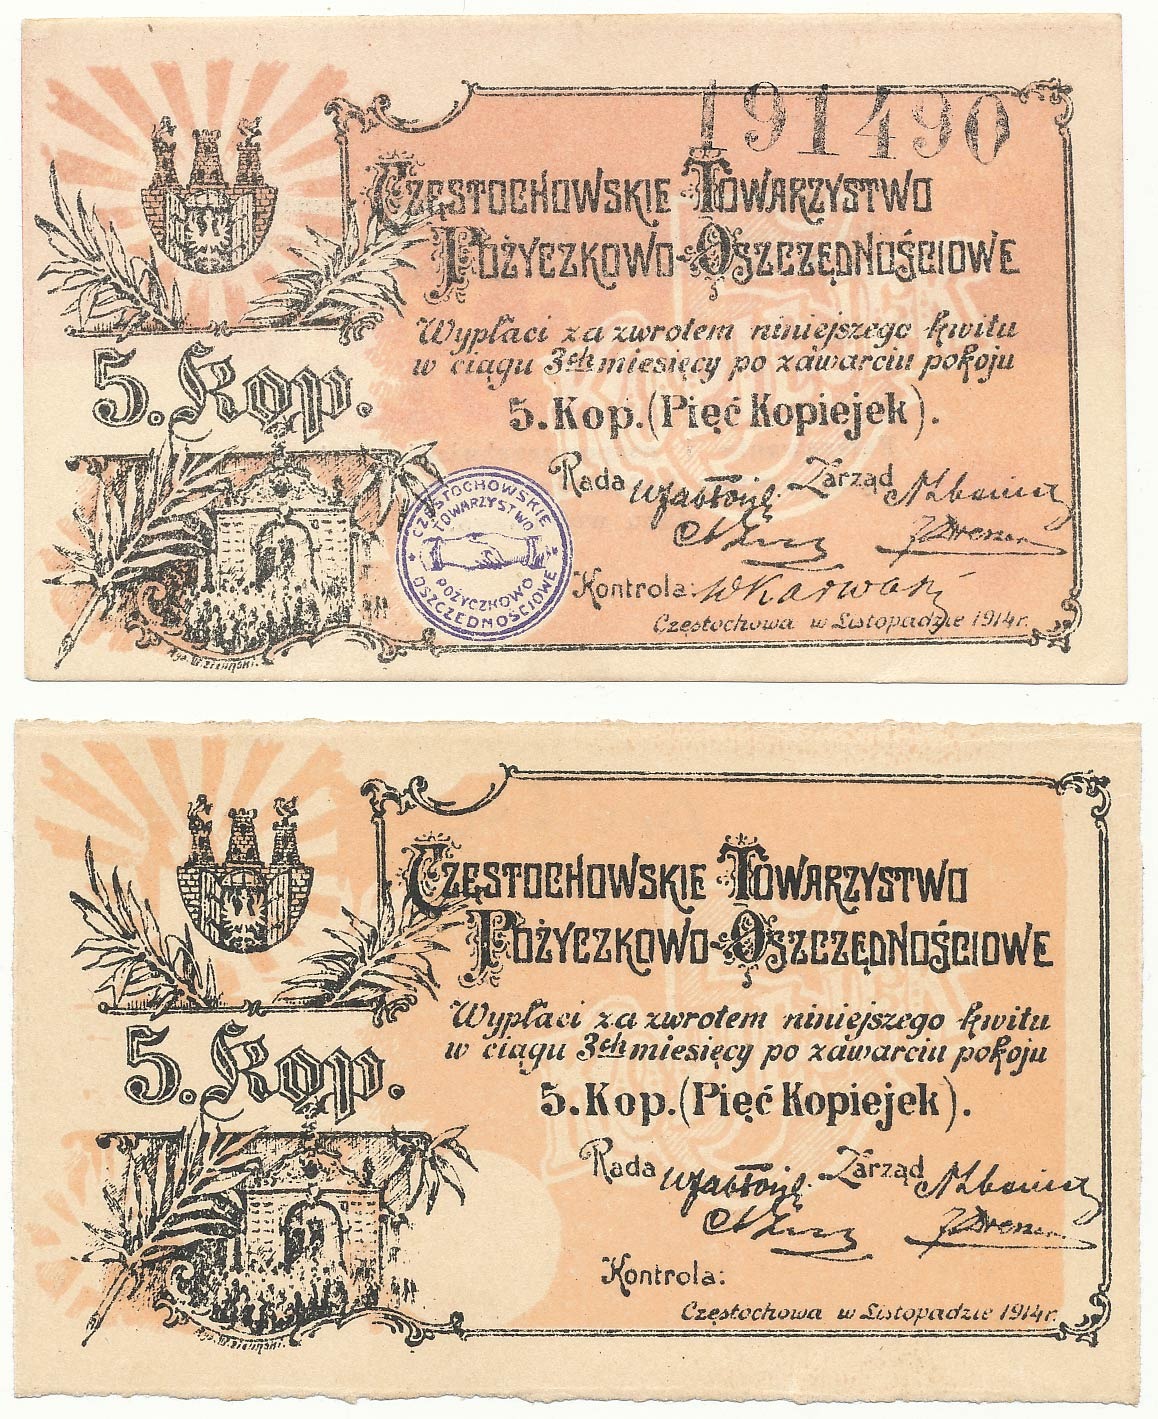 191490
Częstochowskie Towarzystwo
Pożyczkowo-Oszczędnościowe
Wypłaci za zwrotem niniejszego kwitu
w ciągu 3ch miesięcy po zawarciu pokoju
5. Kop. (Pięć Kopiejek).
5. Kop.
Rada Zarząd
Kontrola:
Częstochowa w Listopadzie 1914r.
CZĘSTOCHOWSKIE
TOWARZYSTWO
POŻYCZKOWO
OSZCZĘDNOŚCIOWE
Częstochowskie Towarzystwo
Pożyczkowo-Oszczędnościowe
Wypłaci za zwrotem niniejszego kwitu
w ciągu 3ch miesięcy po zawarciu pokoju
5. Kop. (Pięć Kopiejek).
5. Kop.
Rada Zarząd
Kontrola:
Częstochowa w Listopadzie 1914r.